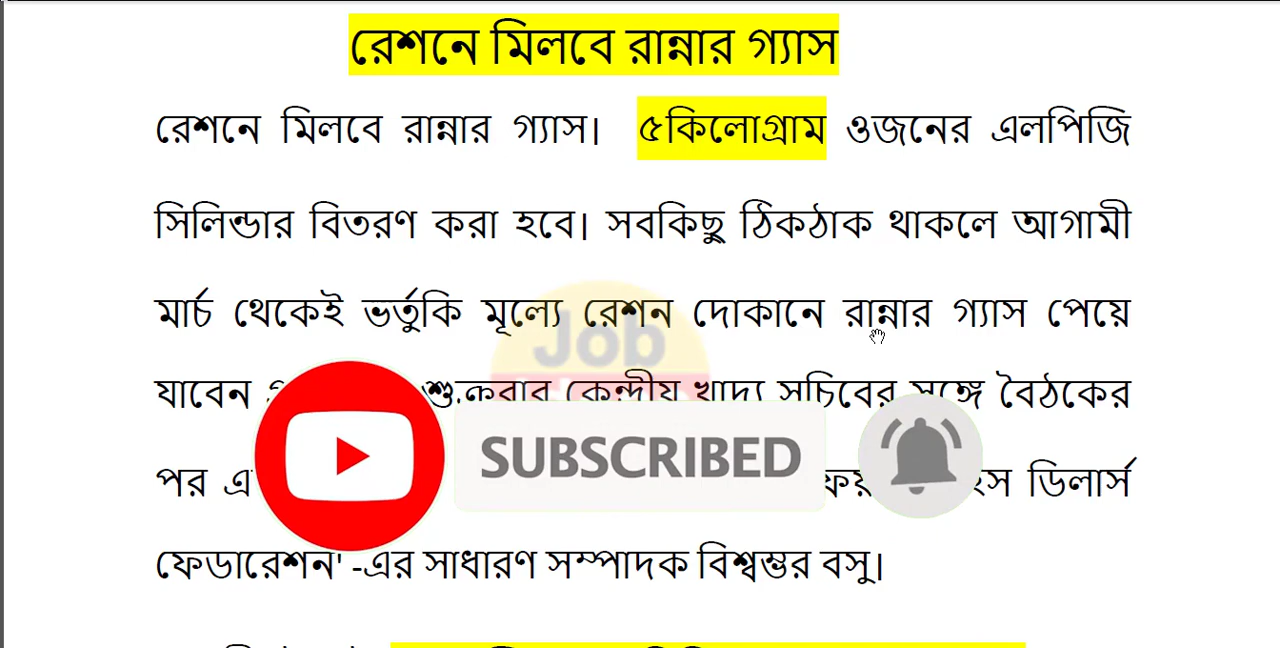 রেশনে মিলবে রান্নার গ্যাস
রেশনে মিলবে রান্নার গ্যাস। ৫কিলোগ্রাম ওজনের এলপিজি
সিলিন্ডার বিতরণ করা হবে। সবকিছু ঠিকঠাক থাকলে আগামী
মার্চ থেকেই ভর্তুকি মূল্যে রেশন দোকানে রান্নার গ্যাস পেয়ে
Job
যাবেন শুক্রবার কেন্দ্রীয় খাদ্য সচিবের সঙ্গে বৈঠকের
SUBSCRIBED
পর ডিলার্স
ফেডারেশন' -এর সাধারণ সম্পাদক বিশ্বম্ভর বসু।